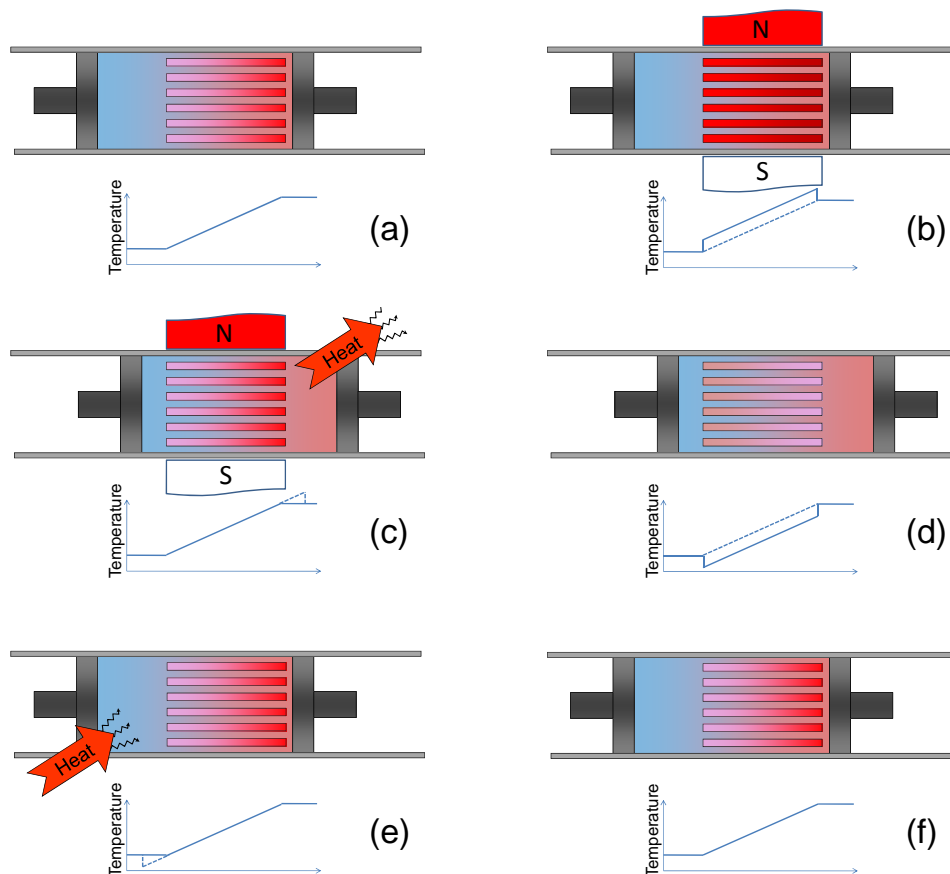 N
S
Temperature
(a)
Temperature
(b)
N
Heat
S
Temperature
(c)
Temperature
(d)
Heat
Temperature
(e)
Temperature
(f)